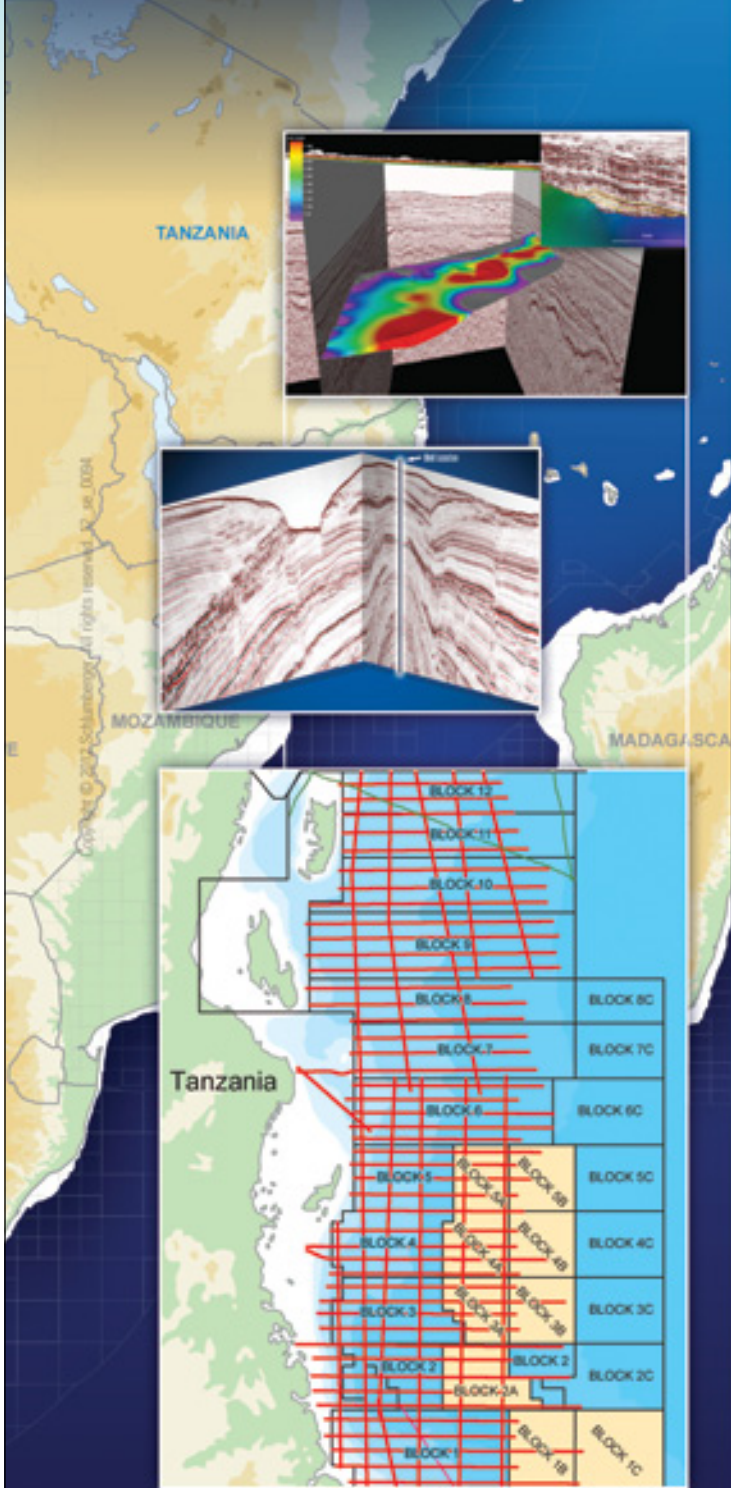 TANZANIA
Well location
MOZAMBIQUE
MADAGASCA
E
Copyright © 2012 Schlumberger. All rights reserved.
BLOCK 12
BLOCK 11
BLOCK 10
BLOCK 9
BLOCK 8
BLOCK 8C
BLOCK 7
BLOCK 7C
Tanzania
BLOCK 6
BLOCK 6C
BLOCK 5
BLOCK 5A
BLOCK 5B
BLOCK 5C
BLOCK 4
BLOCK 4A
BLOCK 4B
BLOCK 4C
BLOCK 3
BLOCK 3A
BLOCK 3B
BLOCK 3C
BLOCK 2
BLOCK 2
BLOCK 2A
BLOCK 2C
BLOCK 1
BLOCK 1B
BLOCK 1C